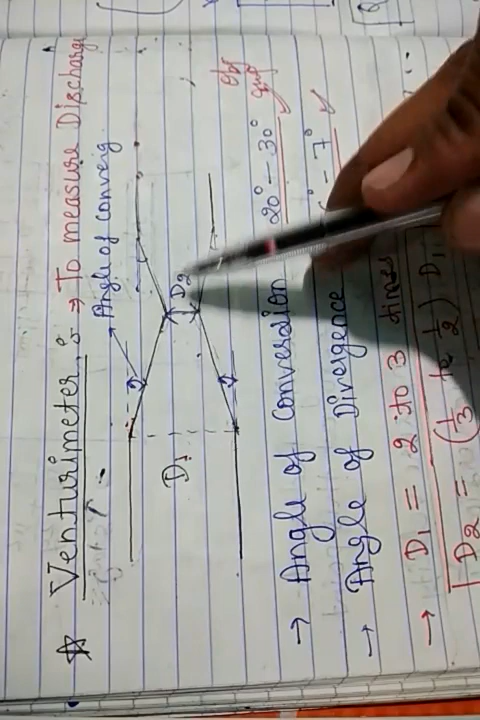 ☆ Venturimeter :- ⇒ To measure Discharge
Angle of Converg
D1
D2
Obj
→ Angle of Conversion 20° - 30° ✓
→ Angle of Divergence - 7° ✓
→ D1 = 2 to 3 times
D2 = (1/3 to 1/2) D1